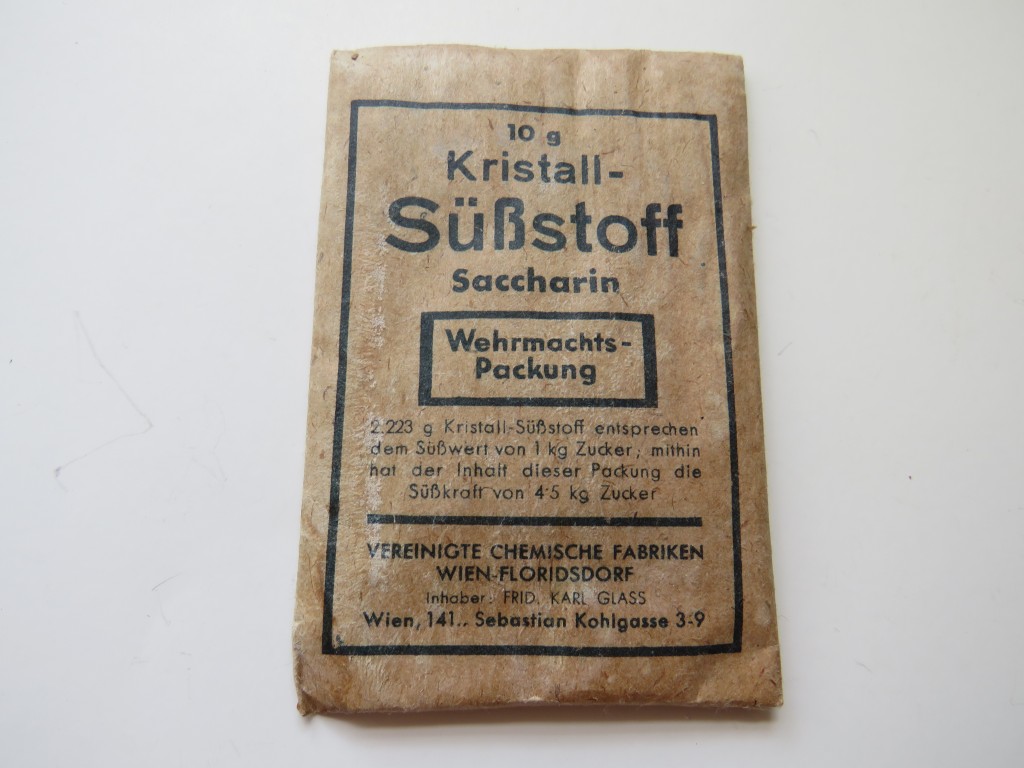 10 g
Kristall-
Süßstoff
Saccharin
Wehrmachts-
Packung
2.223 g Kristall-Süßstoff entsprechen
dem Süßwert von 1 kg Zucker, mithin
hat der Inhalt dieser Packung die
Süßkraft von 4·5 kg Zucker
VEREINIGTE CHEMISCHE FABRIKEN
WIEN-FLORIDSDORF
Inhaber: FRID. KARL GLASS
Wien, 141., Sebastian Kohlgasse 3-9